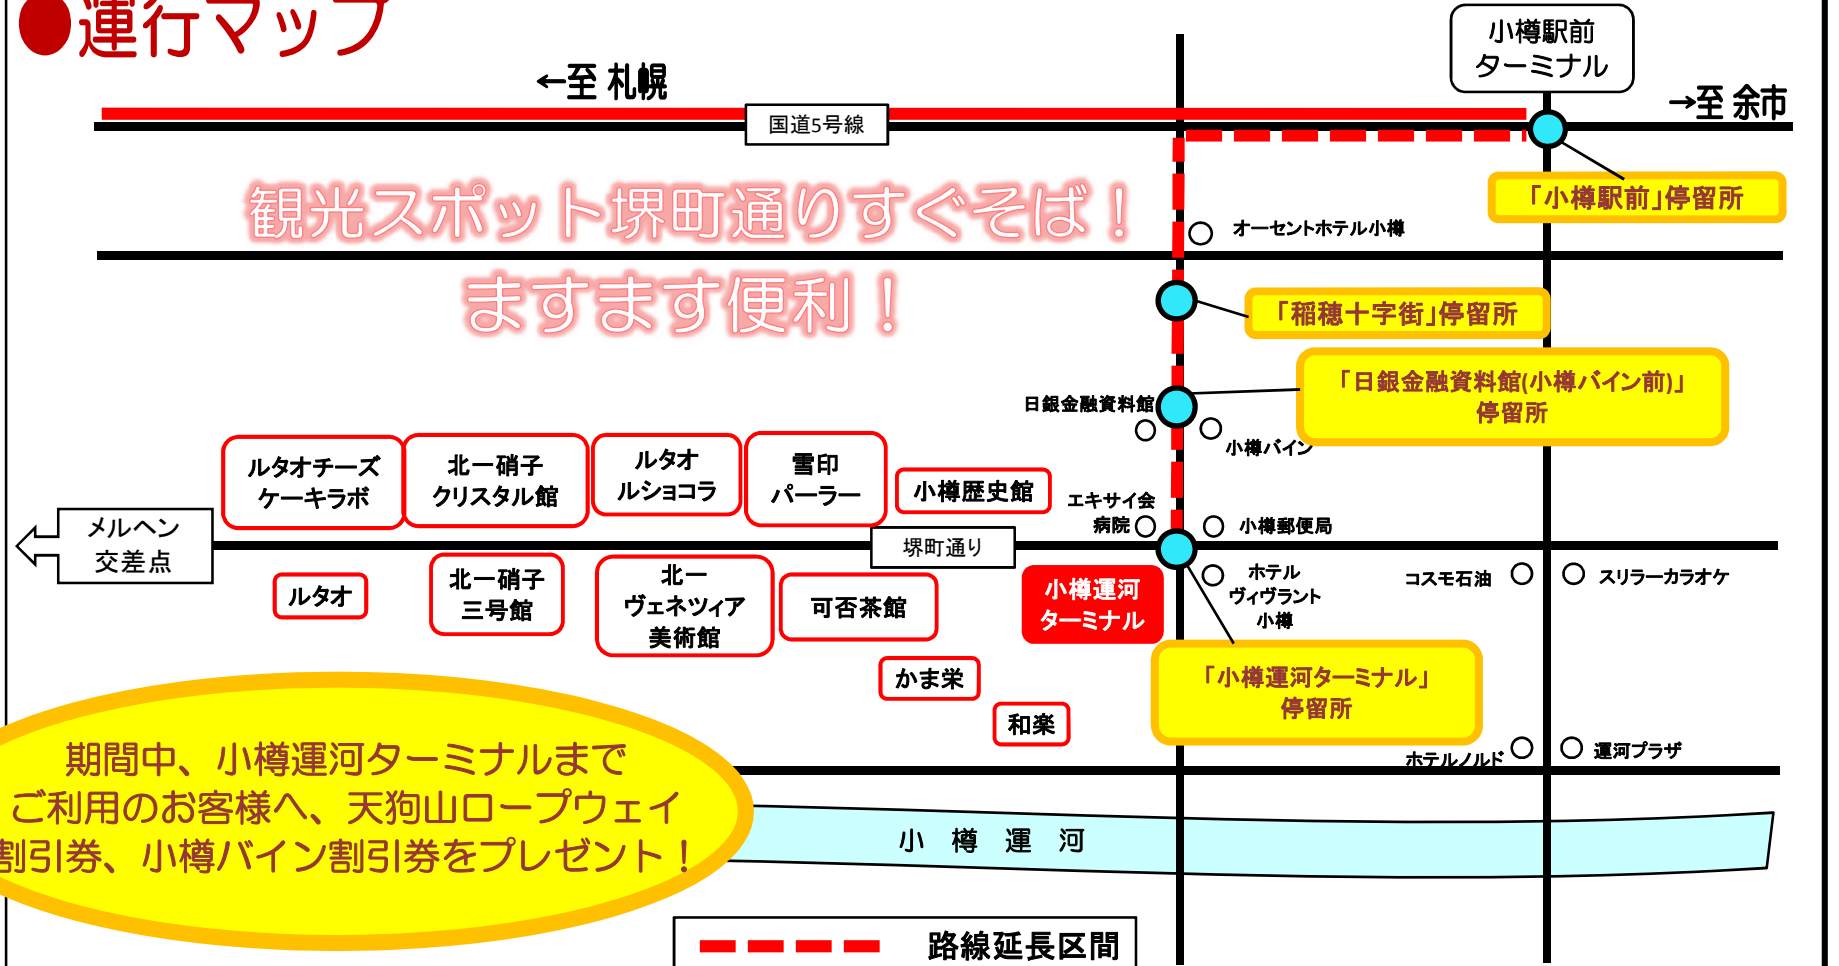 ●運行マップ
小樽駅前
ターミナル
←至 札幌
→至 余市
国道5号線
「小樽駅前」停留所
観光スポット堺町通りすぐそば！
ますます便利！
オーセントホテル小樽
「稲穂十字街」停留所
「日銀金融資料館(小樽バイン前)」
停留所
日銀金融資料館
小樽バイン
ルタオチーズ
ケーキラボ
北一硝子
クリスタル館
ルタオ
ルショコラ
雪印
パーラー
小樽歴史館
エキサイ会
病院
小樽郵便局
メルヘン
交差点
堺町通り
ルタオ
北一硝子
三号館
北一
ヴェネツィア
美術館
可否茶館
小樽運河
ターミナル
ホテル
ヴィヴラント
小樽
コスモ石油
スリラーカラオケ
かま栄
和楽
「小樽運河ターミナル」
停留所
ホテルノルド
運河プラザ
期間中、小樽運河ターミナルまで
ご利用のお客様へ、天狗山ロープウェイ
割引券、小樽バイン割引券をプレゼント！
小樽運河
路線延長区間